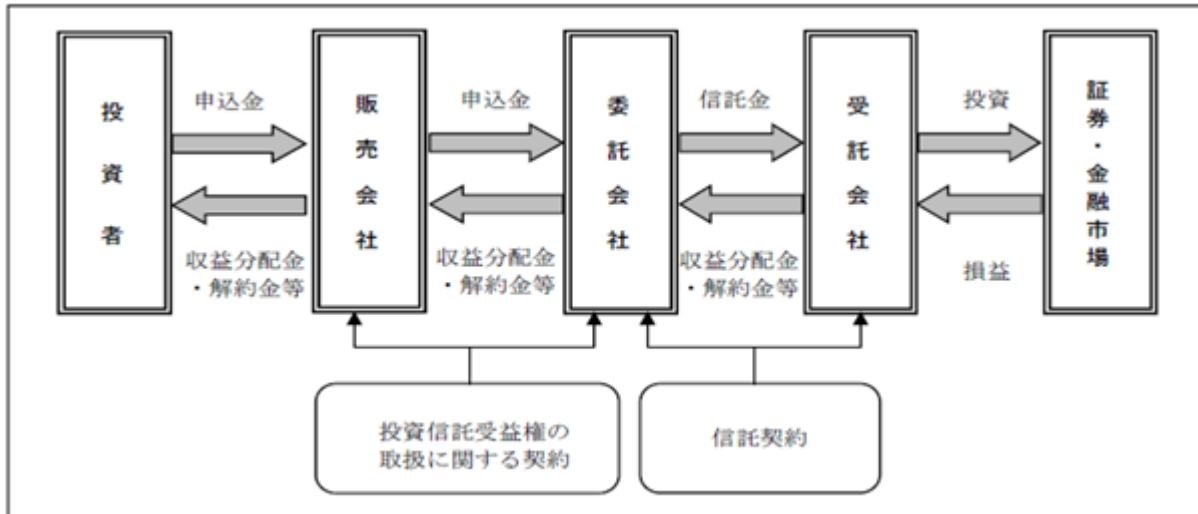 投資者
申込金
販売会社
申込金
委託会社
信託金
受託会社
投資
証券・金融市場
収益分配金
・解約金等
収益分配金
・解約金等
収益分配金
・解約金等
損益
投資信託受益権の
取扱に関する契約
信託契約